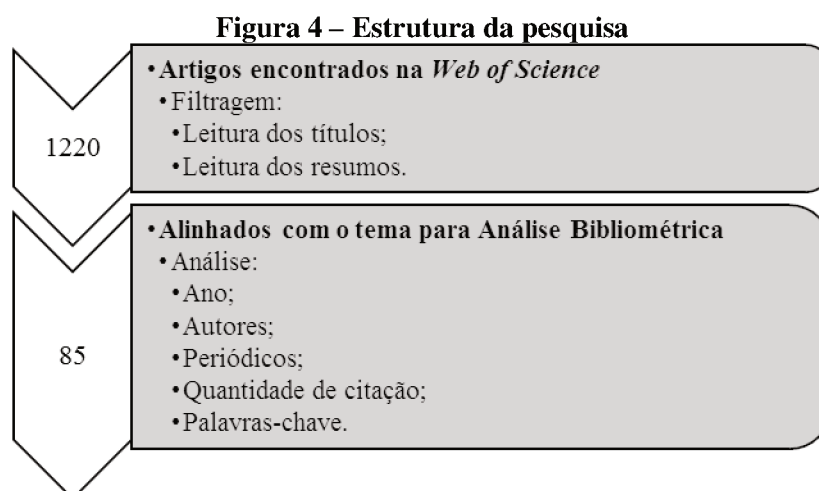 Figura 4 – Estrutura da pesquisa
1220
•Artigos encontrados na Web of Science
•Filtragem:
•Leitura dos títulos;
•Leitura dos resumos.
85
•Alinhados com o tema para Análise Bibliométrica
•Análise:
•Ano;
•Autores;
•Periódicos;
•Quantidade de citação;
•Palavras-chave.